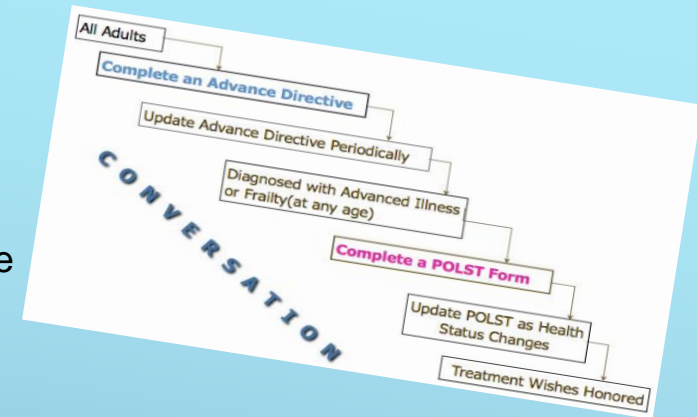 All Adults
Complete an Advance Directive
Update Advance Directive Periodically
Diagnosed with Advanced Illness
or Frailty(at any age)
Complete a POLST Form
Update POLST as Health
Status Changes
Treatment Wishes Honored
CONVERSATION